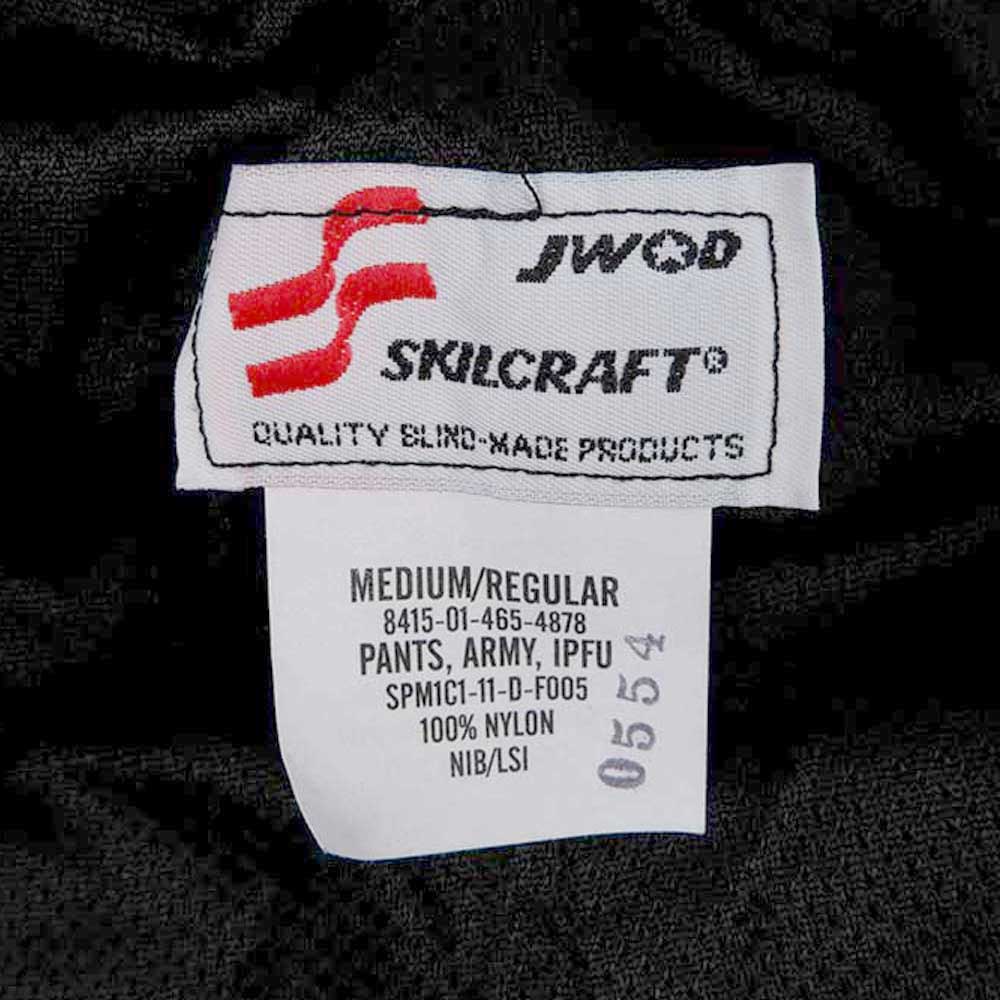 JWOD
SKILCRAFT®
QUALITY BLIND-MADE PRODUCTS
MEDIUM/REGULAR
8415-01-465-4878
PANTS, ARMY, IPFU
SPM1C1-11-D-F005
100% NYLON
NIB/LSI
0554